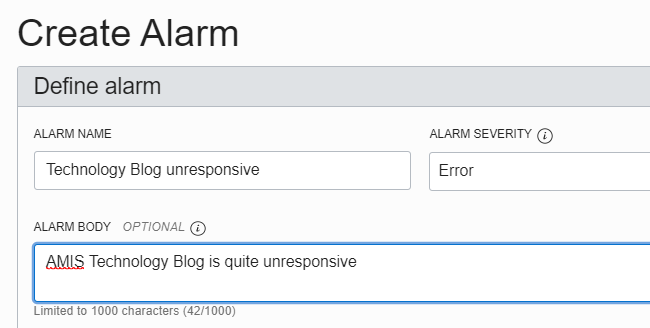 Create Alarm
Define alarm
ALARM NAME
ALARM SEVERITY i
Technology Blog unresponsive
Error
ALARM BODY OPTIONAL i
AMIS Technology Blog is quite unresponsive
Limited to 1000 characters (42/1000)